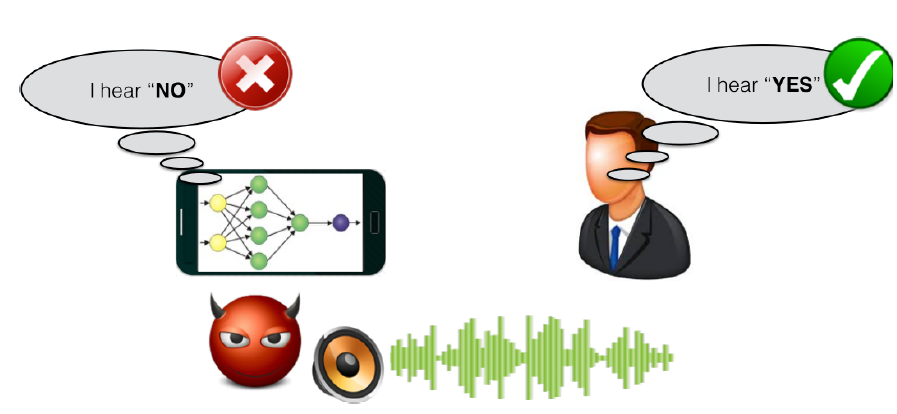 I hear “NO”
I hear “YES”